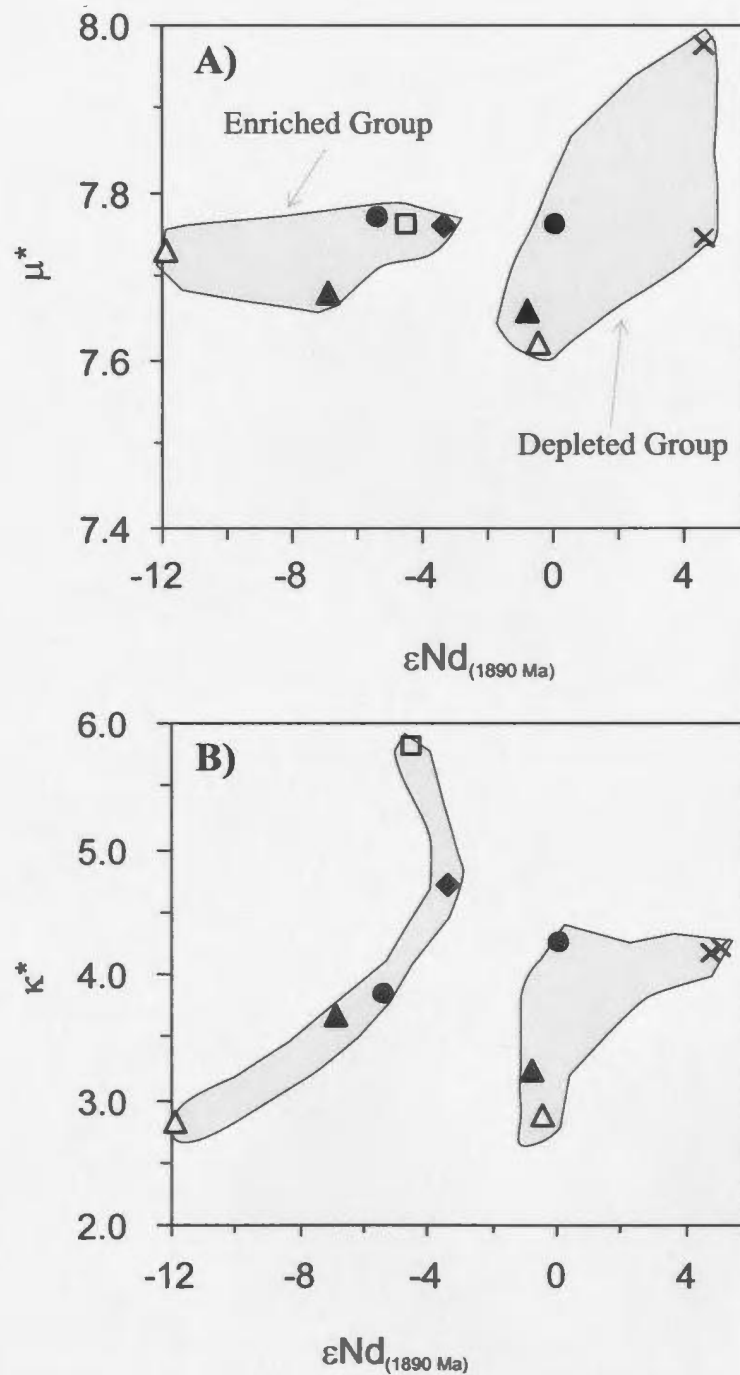 8.0
A)
Enriched Group
7.8
μ*
7.6
Depleted Group
7.4
-12 -8 -4 0 4
εNd(1890 Ma)
6.0
B)
5.0
κ*
4.0
3.0
2.0
-12 -8 -4 0 4
εNd(1890 Ma)